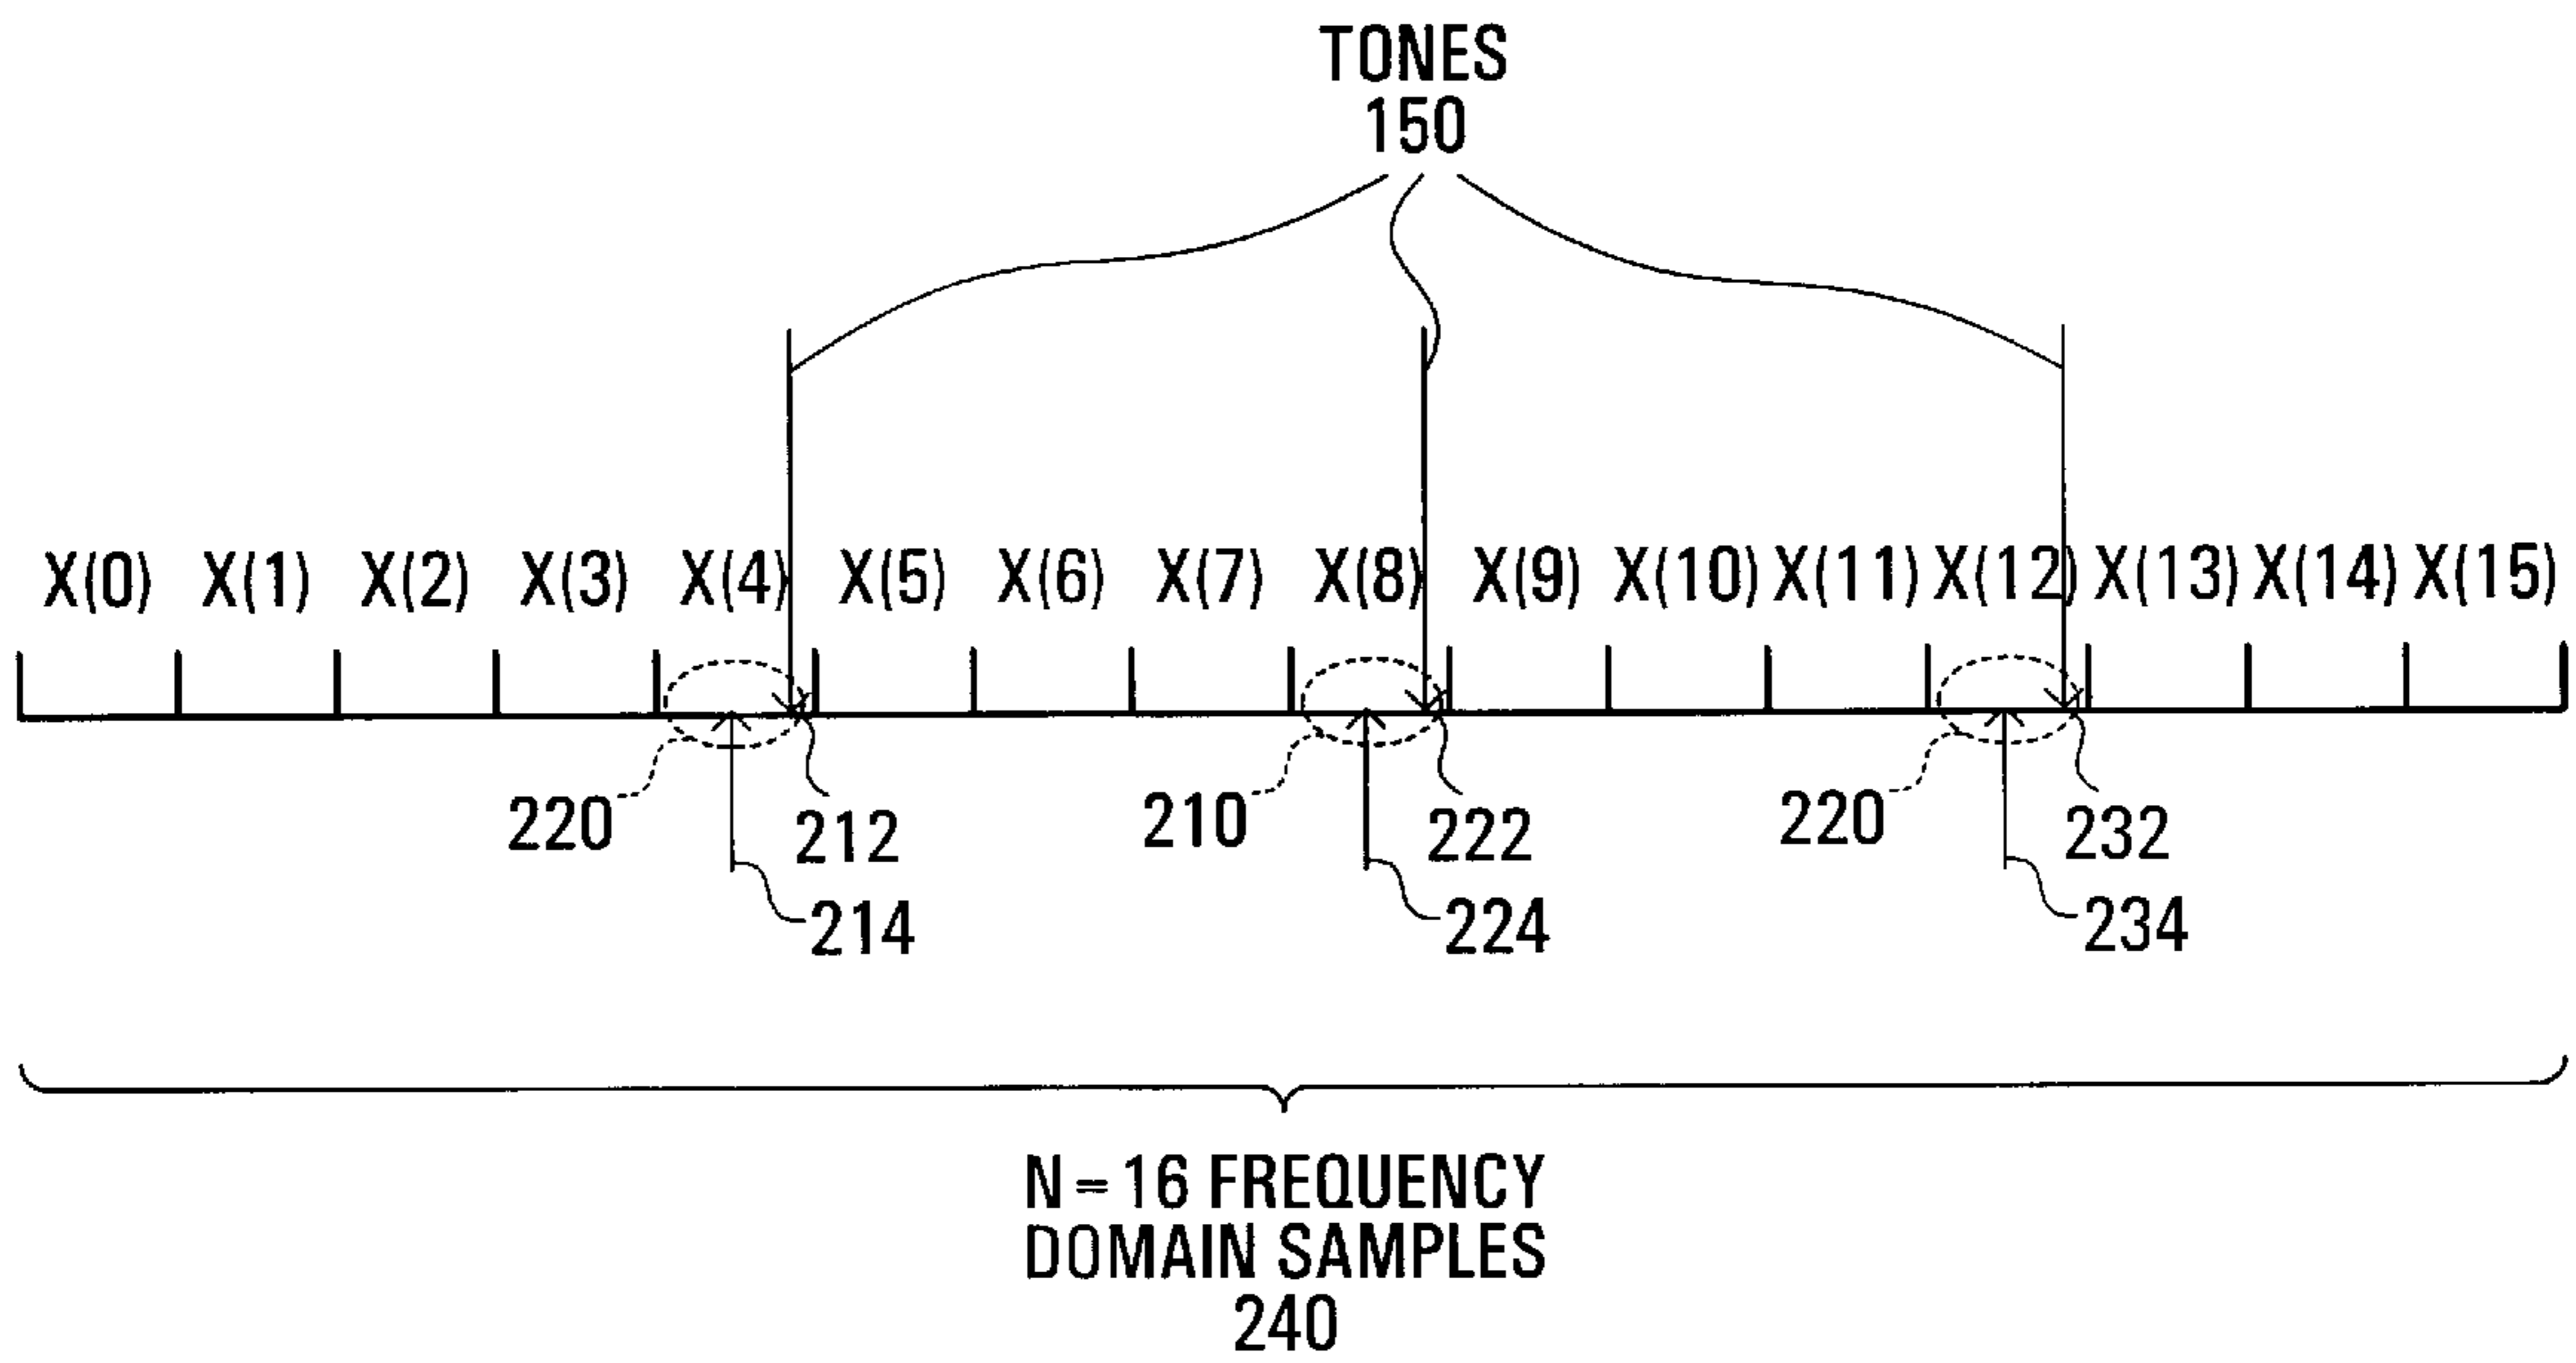 TONES
150
X(0) X(1) X(2) X(3) X(4) X(5) X(6) X(7) X(8) X(9) X(10) X(11) X(12) X(13) X(14) X(15)
220 212 210 222 220 232
214 224 234
N = 16 FREQUENCY
DOMAIN SAMPLES
240